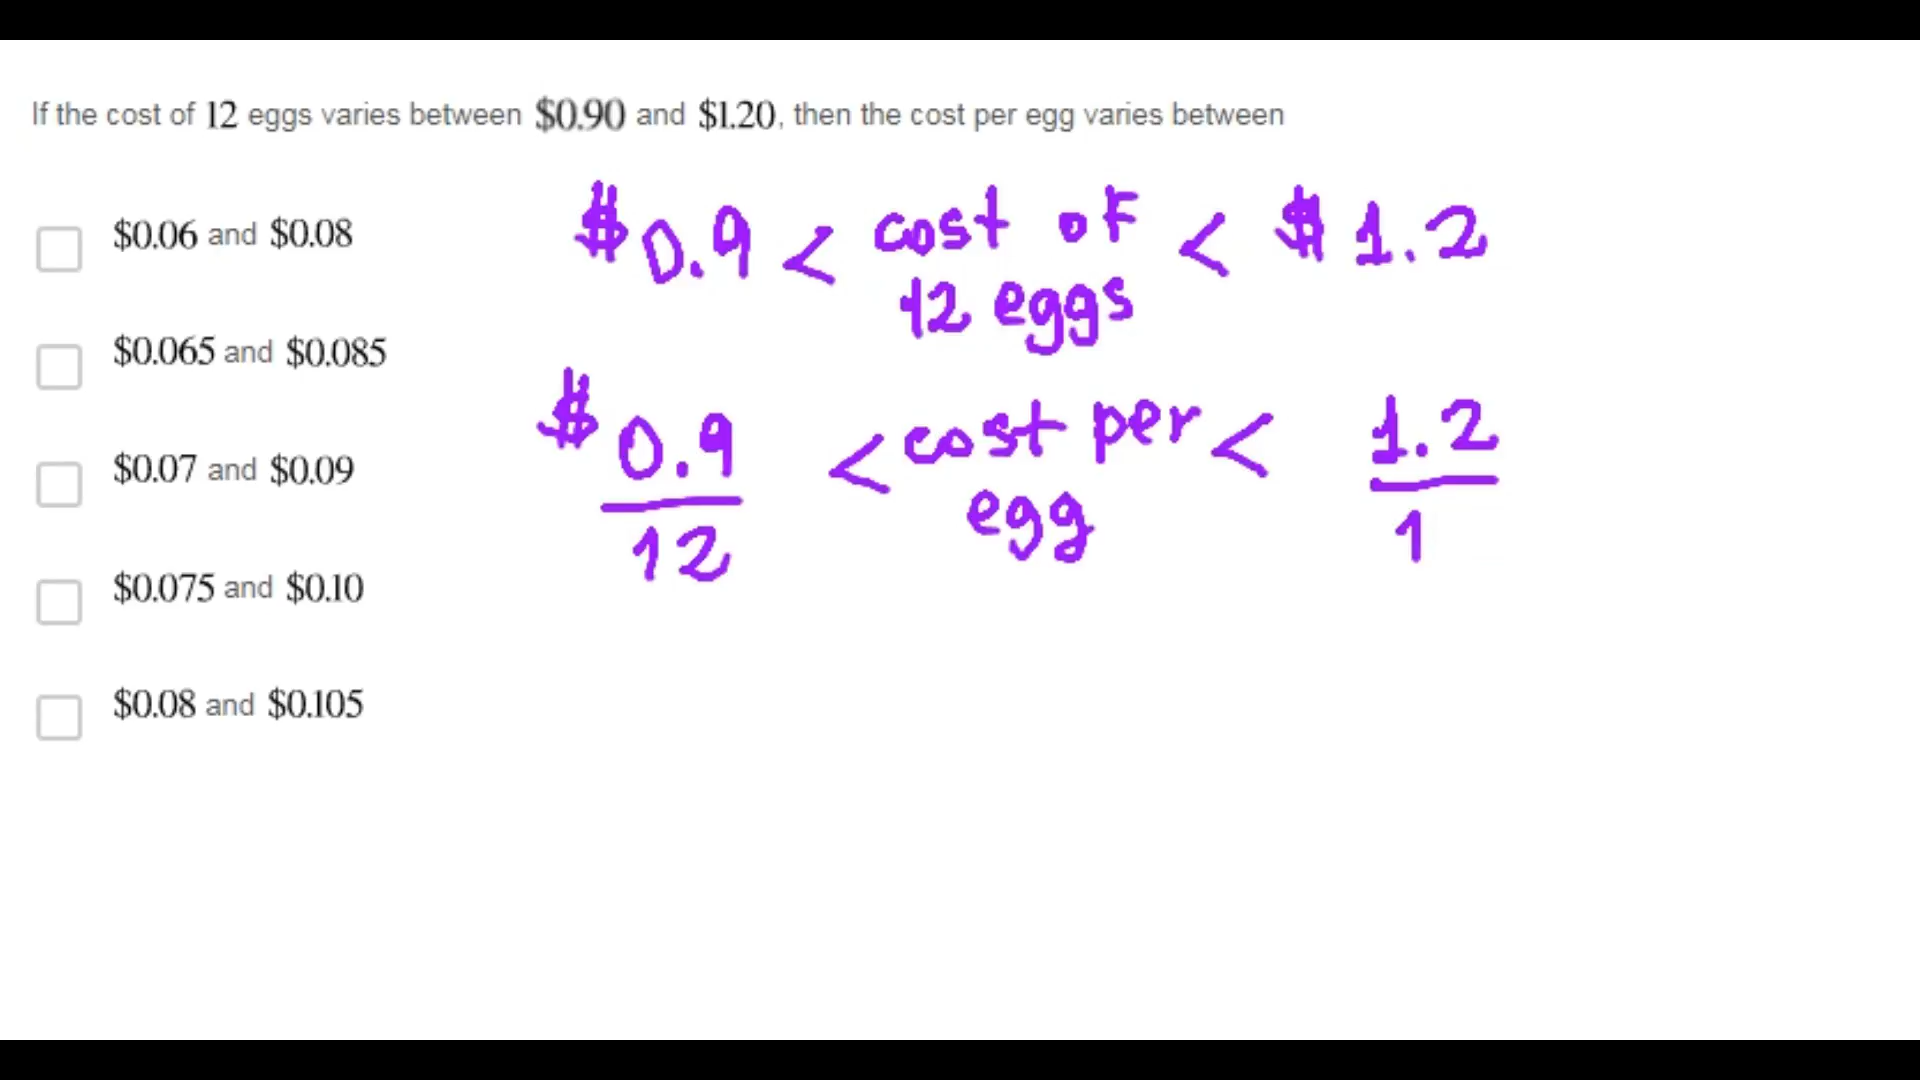 If the cost of 12 eggs varies between $0.90 and $1.20, then the cost per egg varies between
$0.06 and $0.08
$0.065 and $0.085
$0.07 and $0.09
$0.075 and $0.10
$0.08 and $0.105
$0.9 < cost of < $1.2
12 eggs
$0.9 < cost per < 1.2
12 egg 1